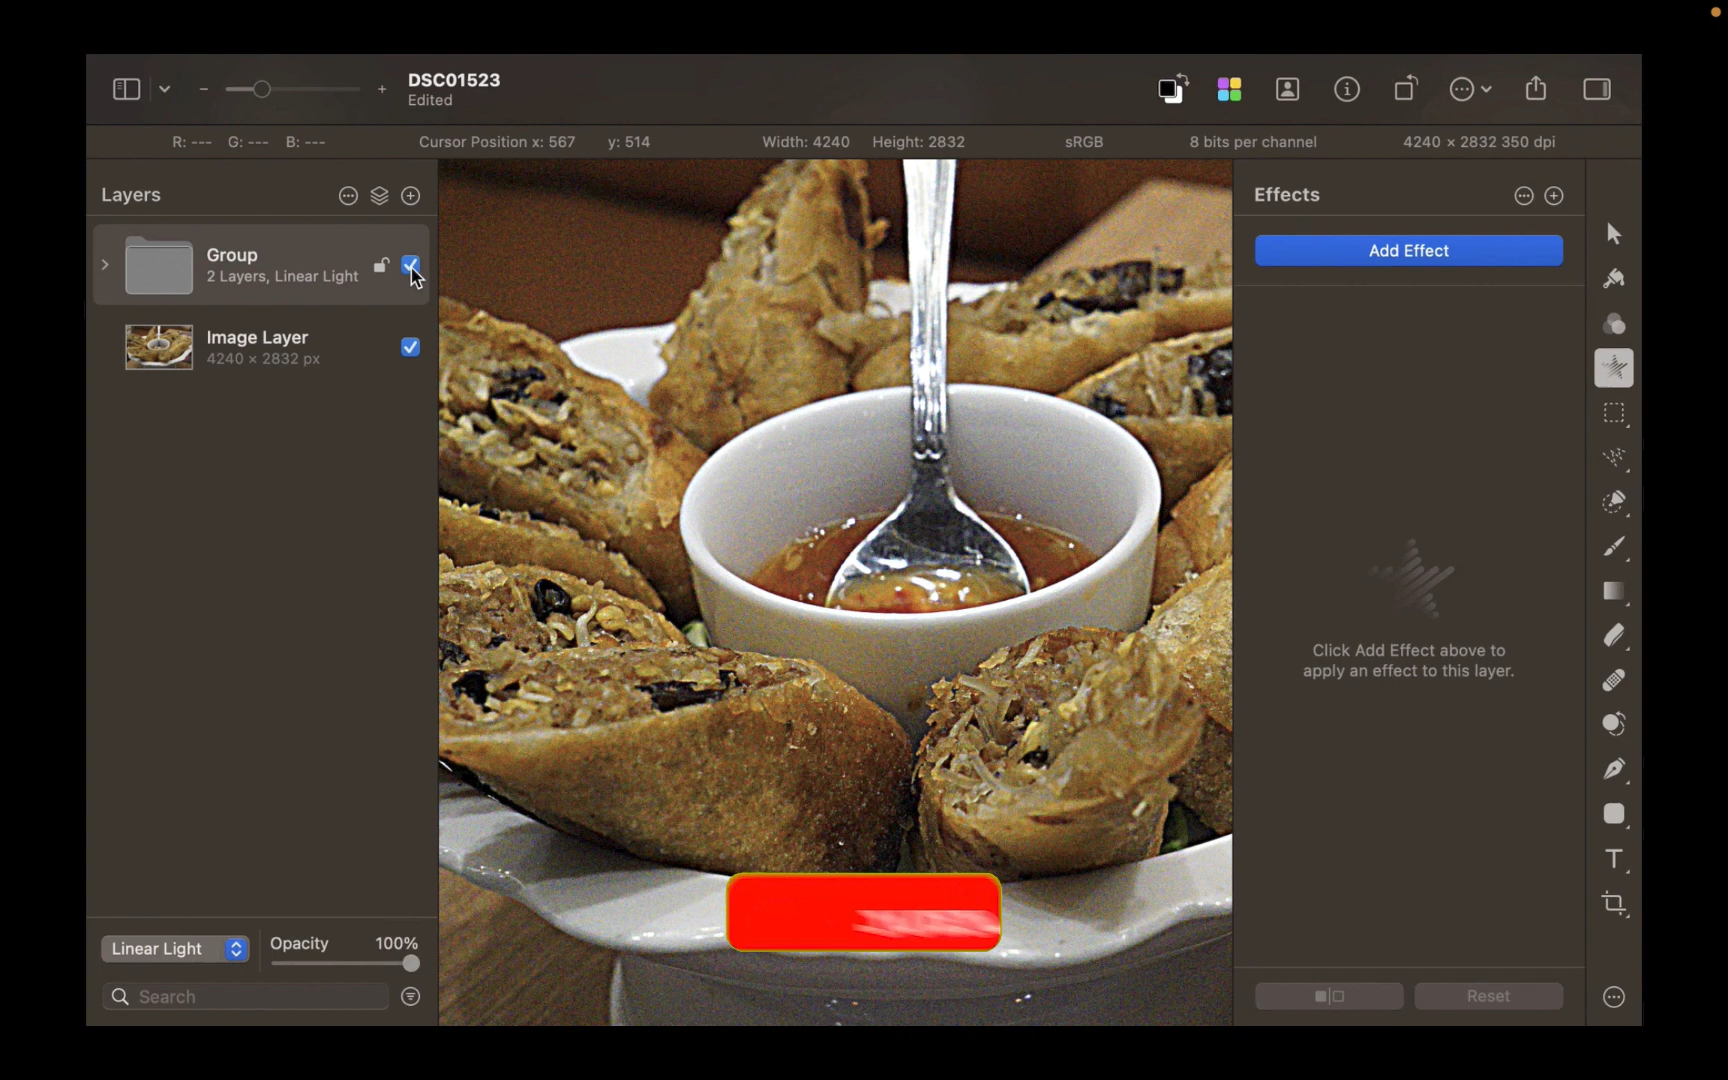 DSC01523
Edited
R: --- G: --- B: --- Cursor Position x: 567 y: 514 Width: 4240 Height: 2832 sRGB 8 bits per channel 4240 × 2832 350 dpi
Layers
Group
2 Layers, Linear Light
Image Layer
4240 × 2832 px
Linear Light
Opacity 100%
Search
Effects
Add Effect
Click Add Effect above to
apply an effect to this layer.
Reset